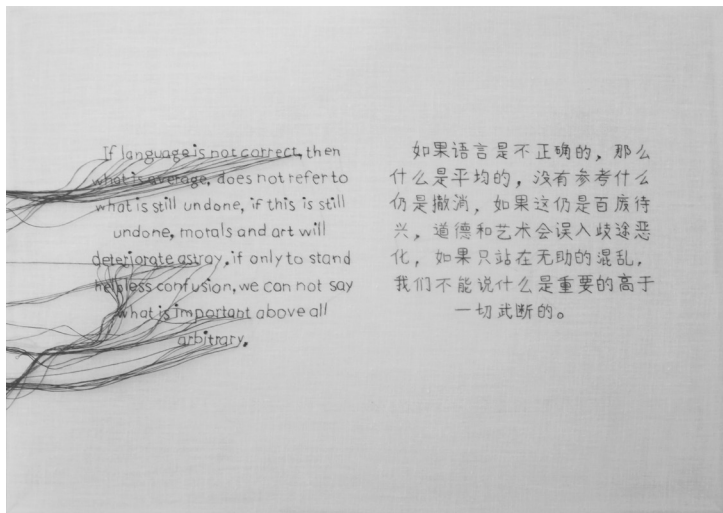 If language is not correct, then
what is average, does not refer to
what is still undone, if this is still
undone, morals and art will
deteriorate astray, if only to stand
helpless confusion, we can not say
what is important above all
arbitrary.
如果语言是不正确的，那么
什么是平均的，没有参考什么
仍是撤消，如果这仍是百废待
兴，道德和艺术会误入歧途恶
化，如果只站在无助的混乱，
我们不能说什么是重要的高于
一切武断的。